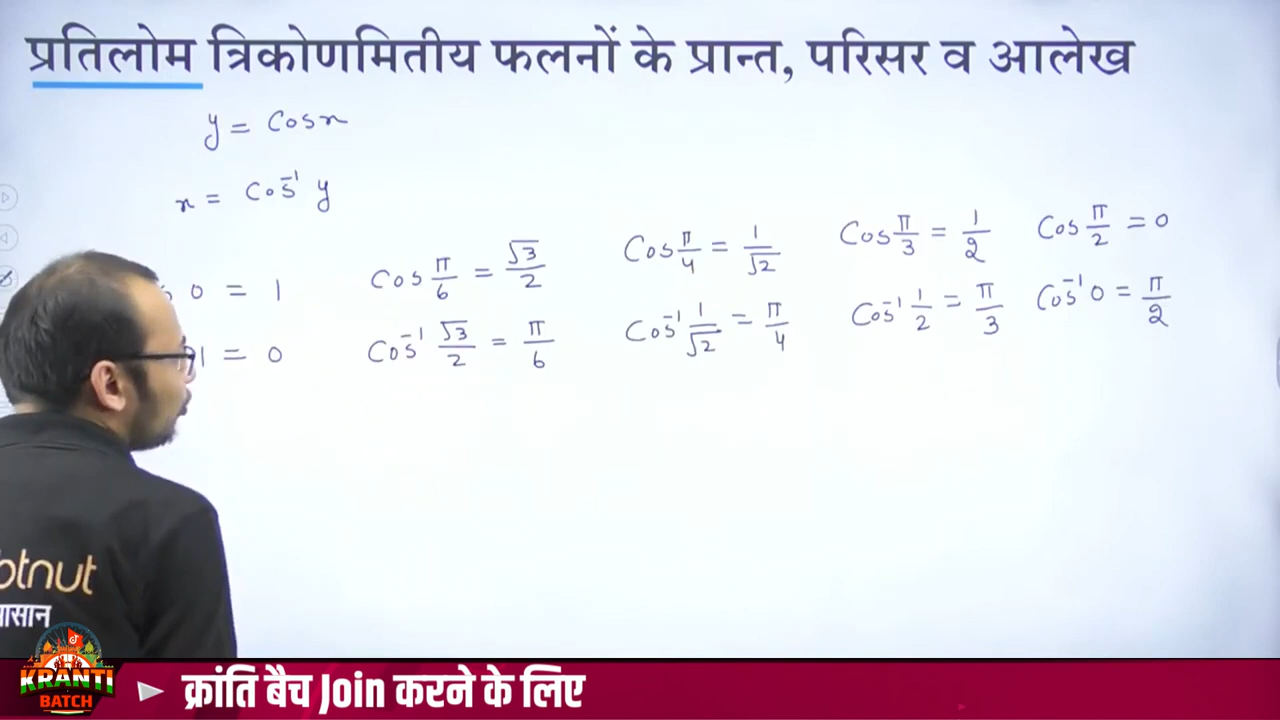 प्रतिलोम त्रिकोणमितीय फलनों के प्रान्त, परिसर व आलेख
y = Cosx
x = Cos⁻¹ y
0 = 1
Cos π/6 = √3/2
Cos π/4 = 1/√2
Cos π/3 = 1/2
Cos π/2 = 0
1 = 0
Cos⁻¹ √3/2 = π/6
Cos⁻¹ 1/√2 = π/4
Cos⁻¹ 1/2 = π/3
Cos⁻¹ 0 = π/2
otnut
आसान
KRANTI
BATCH
क्रांति बैच Join करने के लिए